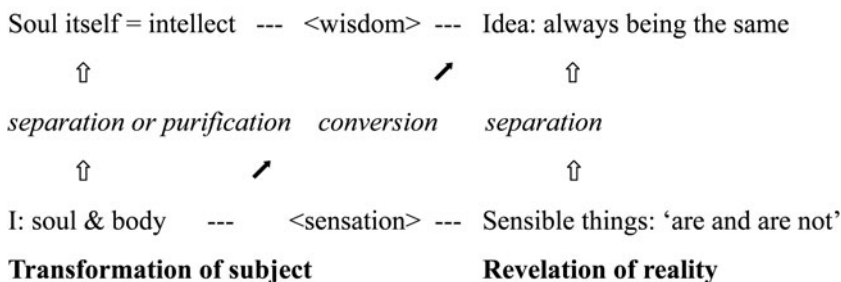 Soul itself = intellect --- <wisdom> --- Idea: always being the same
⇧ ➚ ⇧
separation or purification conversion separation
⇧ ➚ ⇧
I: soul & body --- <sensation> --- Sensible things: ‘are and are not’
Transformation of subject Revelation of reality